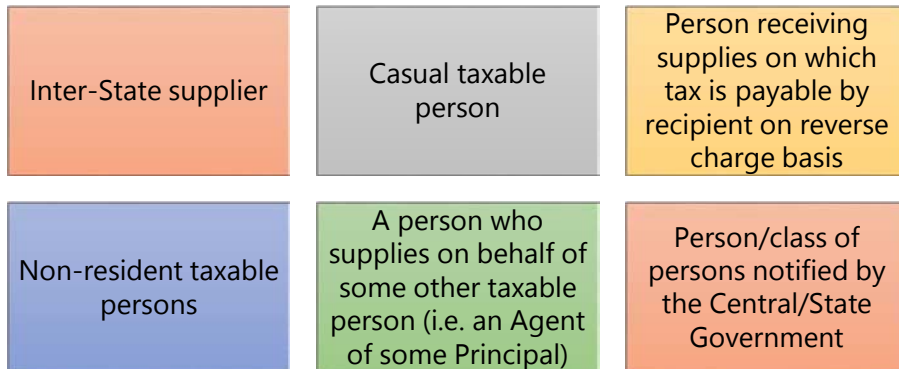 Inter-State supplier
Casual taxable
person
Person receiving
supplies on which
tax is payable by
recipient on reverse
charge basis
Non-resident taxable
persons
A person who
supplies on behalf of
some other taxable
person (i.e. an Agent
of some Principal)
Person/class of
persons notified by
the Central/State
Government